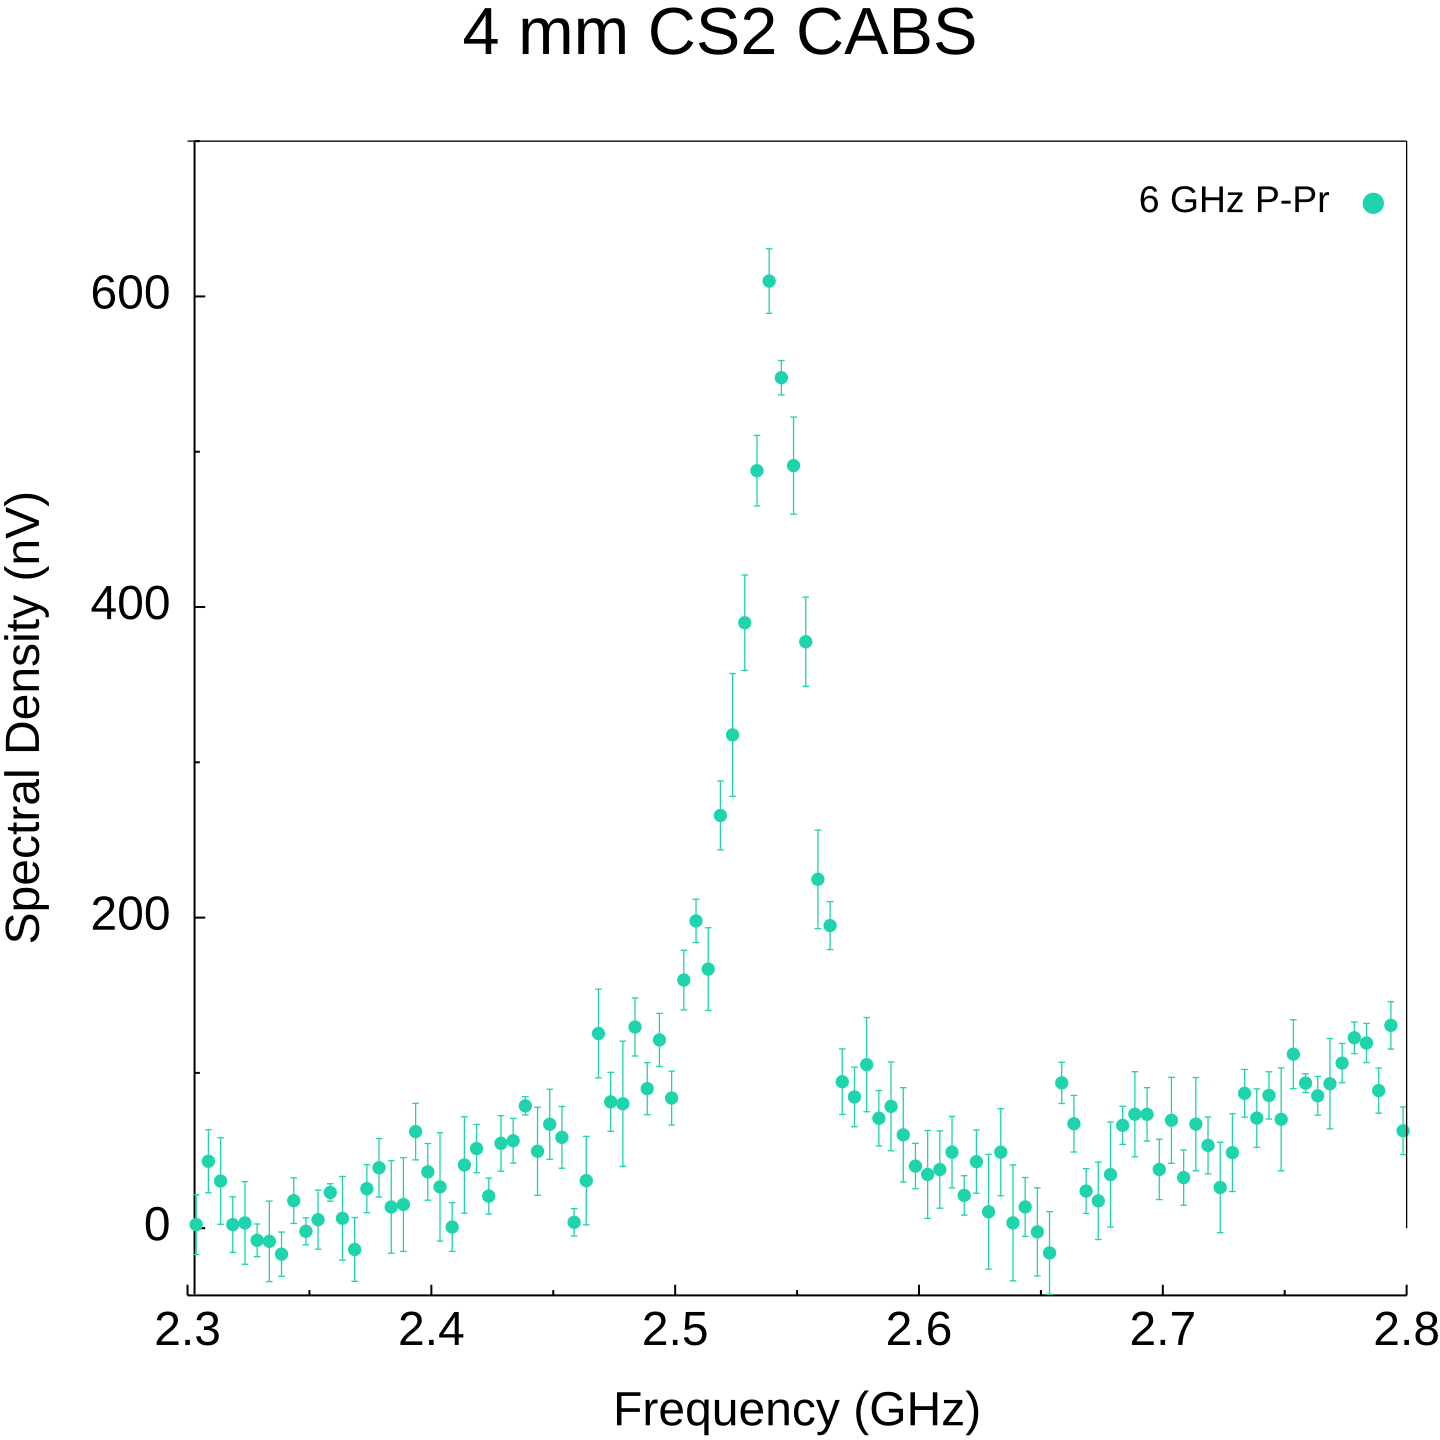 4 mm CS2 CABS
6 GHz P-Pr
600
400
200
0
Spectral Density (nV)
2.3 2.4 2.5 2.6 2.7 2.8
Frequency (GHz)